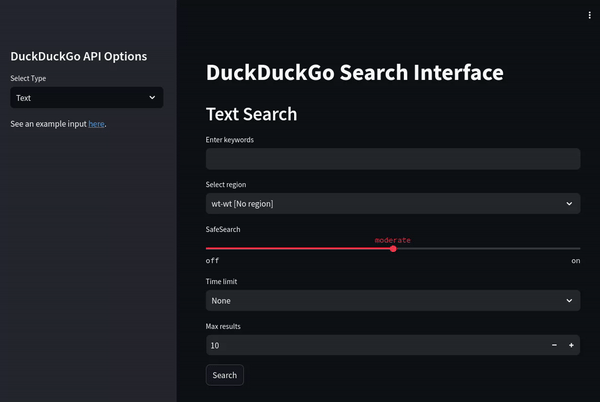 DuckDuckGo API Options
Select Type
Text
See an example input here.
DuckDuckGo Search Interface
Text Search
Enter keywords
Select region
wt-wt [No region]
SafeSearch
moderate
off on
Time limit
None
Max results
10
Search